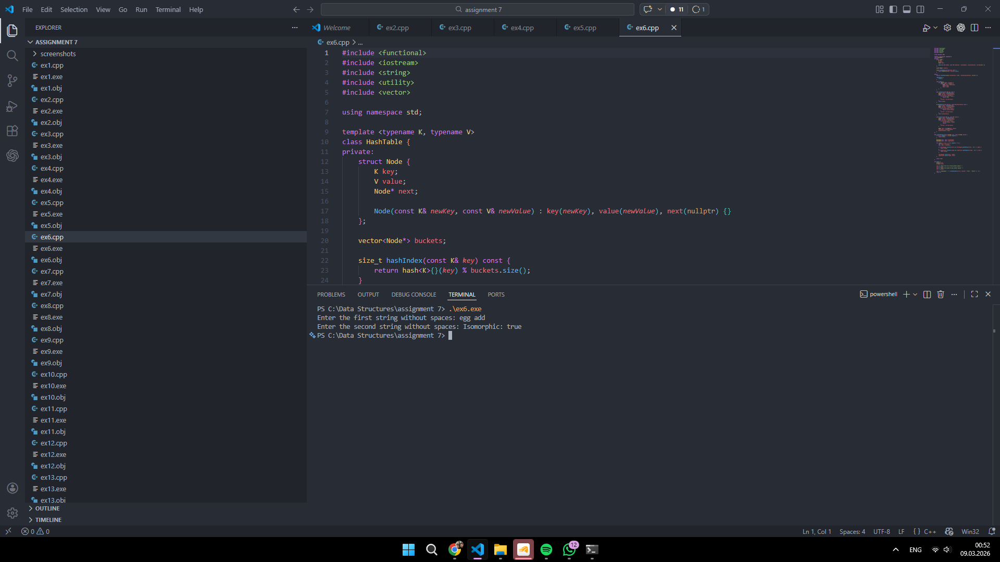 File Edit Selection View Go Run Terminal Help
assignment 7
11
1
EXPLORER
ASSIGNMENT 7
screenshots
ex1.cpp
ex1.exe
ex1.obj
ex2.cpp
ex2.exe
ex2.obj
ex3.cpp
ex3.exe
ex3.obj
ex4.cpp
ex4.exe
ex4.obj
ex5.cpp
ex5.exe
ex5.obj
ex6.cpp
ex6.exe
ex6.obj
ex7.cpp
ex7.exe
ex7.obj
ex8.cpp
ex8.exe
ex8.obj
ex9.cpp
ex9.exe
ex9.obj
ex10.cpp
ex10.exe
ex10.obj
ex11.cpp
ex11.exe
ex11.obj
ex12.cpp
ex12.exe
ex12.obj
ex13.cpp
ex13.exe
ex13.obj
OUTLINE
TIMELINE
Welcome ex2.cpp ex3.cpp ex4.cpp ex5.cpp ex6.cpp
ex6.cpp > ...
1 #include <functional>
2 #include <iostream>
3 #include <string>
4 #include <utility>
5 #include <vector>
6
7 using namespace std;
8
9 template <typename K, typename V>
10 class HashTable {
11 private:
12 struct Node {
13 K key;
14 V value;
15 Node* next;
16
17 Node(const K& newKey, const V& newValue) : key(newKey), value(newValue), next(nullptr) {}
18 };
19
20 vector<Node*> buckets;
21
22 size_t hashIndex(const K& key) const {
23 return hash<K>{}(key) % buckets.size();
24 }
PROBLEMS OUTPUT DEBUG CONSOLE TERMINAL PORTS
powershell
PS C:\Data Structures\assignment 7> .\ex6.exe
Enter the first string without spaces: egg add
Enter the second string without spaces: Isomorphic: true
PS C:\Data Structures\assignment 7>
0 0
Ln 1, Col 1 Spaces: 4 UTF-8 LF {} C++ Win32
12
ENG
00:52
09.03.2026